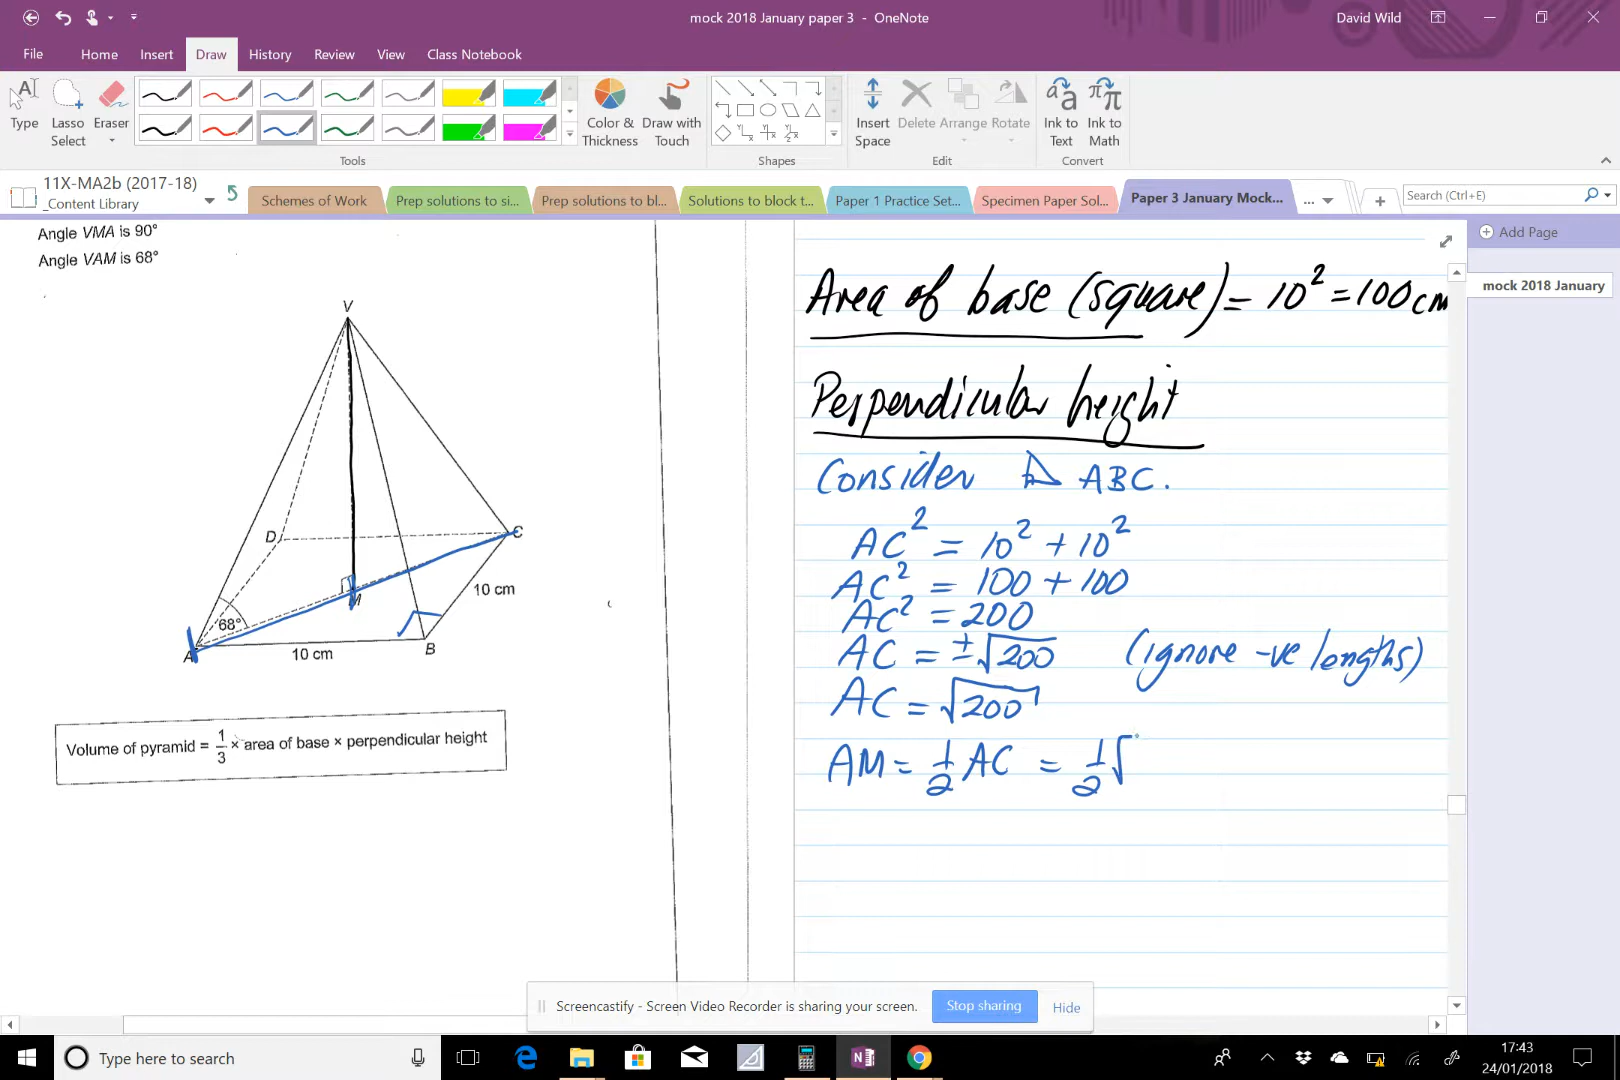 mock 2018 January paper 3 - OneNote
David Wild
File Home Insert Draw History Review View Class Notebook
Type
Lasso Select
Eraser
Color & Thickness
Draw with Touch
Insert Space
Delete
Arrange
Rotate
Ink to Text
Ink to Math
Tools
Shapes
Edit
Convert
11X-MA2b (2017-18)
_Content Library
Schemes of Work
Prep solutions to si...
Prep solutions to bl...
Solutions to block t...
Paper 1 Practice Set...
Specimen Paper Sol...
Paper 3 January Mock...
...
Search (Ctrl+E)
Add Page
mock 2018 January
Angle VMA is 90°
Angle VAM is 68°
V
D
C
M
10 cm
68°
A
B
10 cm
Volume of pyramid = 1/3 × area of base × perpendicular height
Area of base (square) = 10² = 100cm
Perpendicular height
Consider ABC.
AC² = 10² + 10²
AC² = 100 + 100
AC² = 200
AC = ±√200 (ignore -ve lengths)
AC = √200
AM = 1/2 AC = 1/2 √
Screencastify - Screen Video Recorder is sharing your screen.
Stop sharing
Hide
Type here to search
17:43
24/01/2018